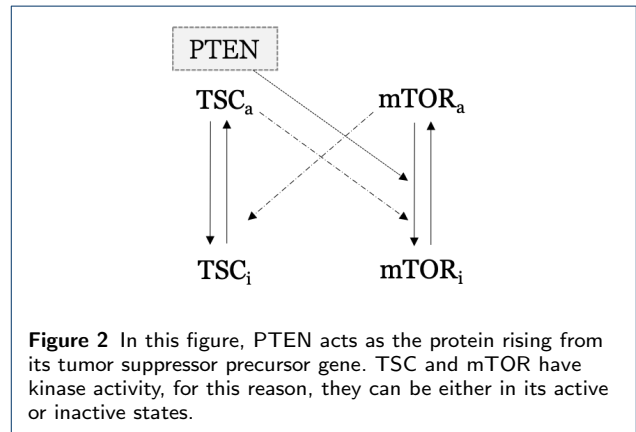 PTEN
TSCa mTORa
TSCi mTORi
Figure 2 In this figure, PTEN acts as the protein rising from
its tumor suppressor precursor gene. TSC and mTOR have
kinase activity, for this reason, they can be either in its active
or inactive states.